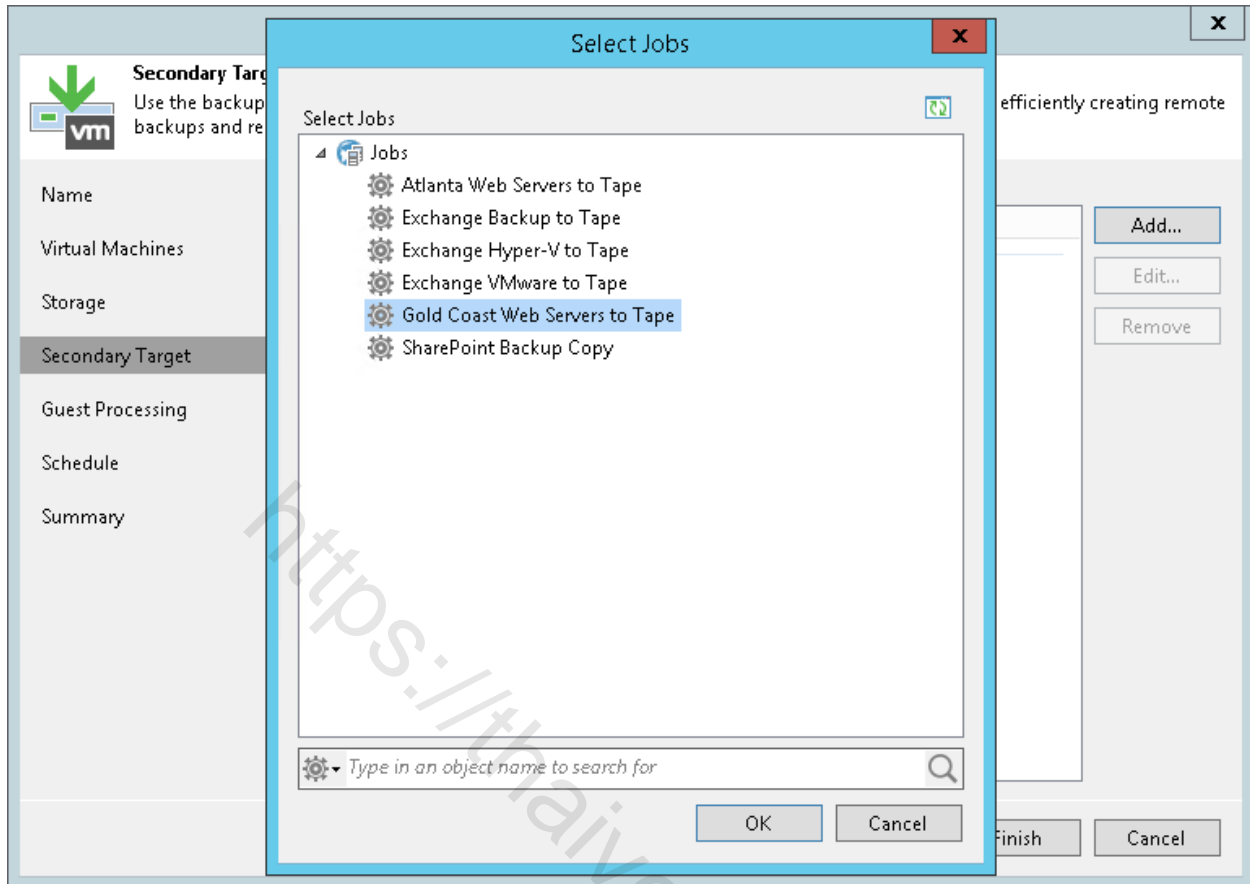 x
Select Jobs
x
Secondary Targ
Use the backup
backups and re
efficiently creating remote
vm
Select Jobs
Jobs
Atlanta Web Servers to Tape
Exchange Backup to Tape
Exchange Hyper-V to Tape
Exchange VMware to Tape
Gold Coast Web Servers to Tape
SharePoint Backup Copy
Name
Virtual Machines
Storage
Secondary Target
Guest Processing
Schedule
Summary
Add...
Edit...
Remove
Type in an object name to search for
OK
Cancel
Finish
Cancel
https://thaiv